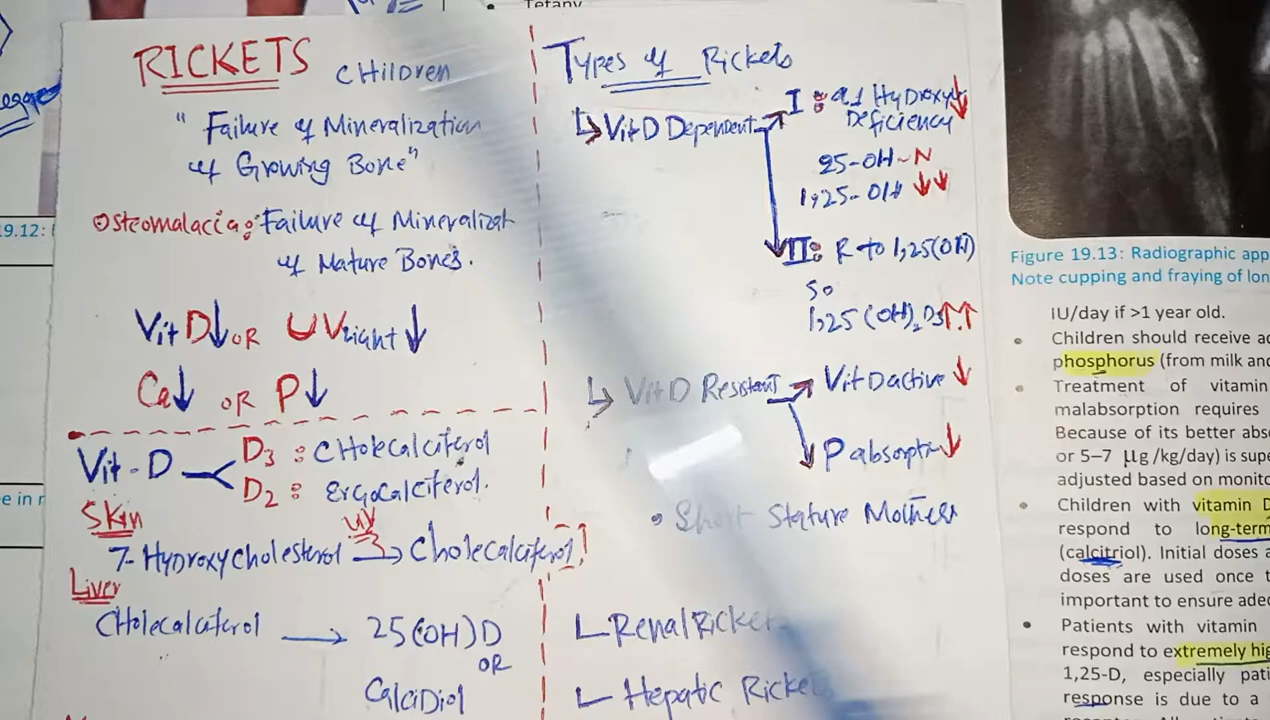 Tetany
RICKETS Children
" Failure of Mineralization
of Growing Bone"
Osteomalacia: Failure of Mineralizat
of Mature Bones.
Vit D↓ OR UV Light ↓
Ca↓ OR P↓
Vit-D D3 : CHolecalciferol
D2 : Ergocalciferol.
Skin
UV
7-HydroxyCholesterol → Cholecalciferol
Liver
CHolecalciferol → 25(OH)D
OR
CalciDiol
Types of Rickets
↳ Vit D Dependent
I : α1 Hydroxyl ↓
Deficiency
25-OH-N
1,25-OH ↓↓
II: R to 1,25(OH)
So
1,25 (OH)2 D3↑↑
↳ Vit D Resistant → Vit D active ↓
↓ P absorption↓
• Short Stature Mother
Renal Ricke
Hepatic Ricke
19.12:
e in r
Figure 19.13: Radiographic app
Note cupping and fraying of lon
IU/day if >1 year old.
• Children should receive ad
phosphorus (from milk and
• Treatment of vitamin
malabsorption requires
Because of its better abs
or 5–7 µg /kg/day) is supe
adjusted based on monito
• Children with vitamin D
respond to long-term
(calcitriol). Initial doses
doses are used once t
important to ensure ade
• Patients with vitamin
respond to extremely hig
1,25-D, especially pati
response is due to a